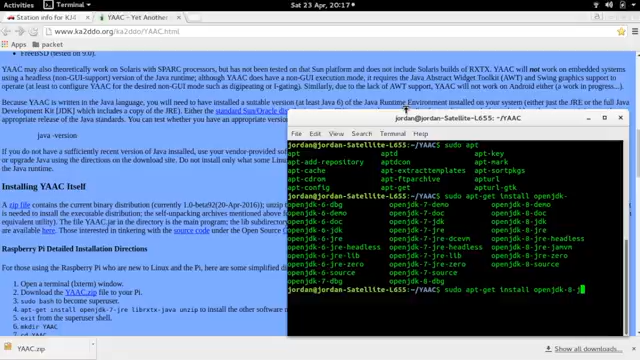 Activities
Terminal
Sat 23 Apr, 20:17
Station info for KJ4
YAAC - Yet Another
www.ka2ddo.org/ka2ddo/YAAC.html
Apps
packet
FreeBSD (tested on 9.0).
YAAC may also theoretically work on Solaris with SPARC processors, but has not been tested on that Sun platform and does not include Solaris builds of RXTX. YAAC will not work on embedded systems
using a headless (non-GUI-support) version of the Java runtime; although YAAC does have a non-GUI execution mode, it requires the Java Abstract Widget Toolkit (AWT) and Swing graphics support to
operate (at least to configure YAAC for the desired non-GUI mode such as digipeating or I-gating). Similarly, due to the lack of AWT support, YAAC will not work on Android either (a work in progress...).
Because YAAC is written in the Java language, you will need to have installed a suitable version (at least Java 6) of the Java Runtime Environment installed on your system (either just the JRE or the full Java
Development Kit (JDK) which includes a copy of the JRE). Either the standard Sun/Oracle
appropriate release of the Java standards. You can test whether you have an appropriate
java -version
If you do not have a sufficiently recent version of Java installed, use your vendor-provided
or upgrade Java using the directions on the download site. Do not install only what some
the Java runtime.
Installing YAAC Itself
A zip file contains the current binary distribution (currently 1.0-beta92(20-Apr-2016)); unzip-
is needed to install the executable distribution; the self-unpacking archives mentioned above
equivalent utility). The file YAAC.jar in the directory is the main program; the lib subdirectory
are available here. Those interested in tinkering with the source code under the Open Source
Raspberry Pi Detailed Installation Directions
For those using the Raspberry Pi who are new to Linux and the Pi, here are some simplified
1. Open a terminal (lxterm) window.
2. Download the YAAC.zip file to your Pi.
3. sudo bash to become superuser.
4. apt-get install openjdk-7-jre librxtx-java unzip to install the other software
5. exit from the superuser shell.
6. mkdir YAAC
7. cd YAAC
jordan@jordan-Satellite-L655: ~/YAAC
File Edit View Search Terminal Help
jordan@jordan-Satellite-L655:~/YAAC$ sudo apt
apt aptd apt-key
apt-add-repository aptdcon apt-mark
apt-cache apt-extracttemplates apt-sortpkgs
apt-cdrom apt-ftparchive apturl
apt-config apt-get apturl-gtk
jordan@jordan-Satellite-L655:~/YAAC$ sudo apt-get install openjdk-
openjdk-6-dbg openjdk-7-demo openjdk-8-demo
openjdk-6-demo openjdk-7-doc openjdk-8-doc
openjdk-6-doc openjdk-7-jdk openjdk-8-jdk
openjdk-6-jdk openjdk-7-jre openjdk-8-jre
openjdk-6-jre openjdk-7-jre-dcevm openjdk-8-jre-headless
openjdk-6-jre-headless openjdk-7-jre-headless openjdk-8-jre-jamvm
openjdk-6-jre-lib openjdk-7-jre-lib openjdk-8-jre-zero
openjdk-6-jre-zero openjdk-7-jre-zero openjdk-8-source
openjdk-6-source openjdk-7-source
openjdk-7-dbg openjdk-8-dbg
jordan@jordan-Satellite-L655:~/YAAC$ sudo apt-get install openjdk-8-j
YAAC.zip
Show all downloads...